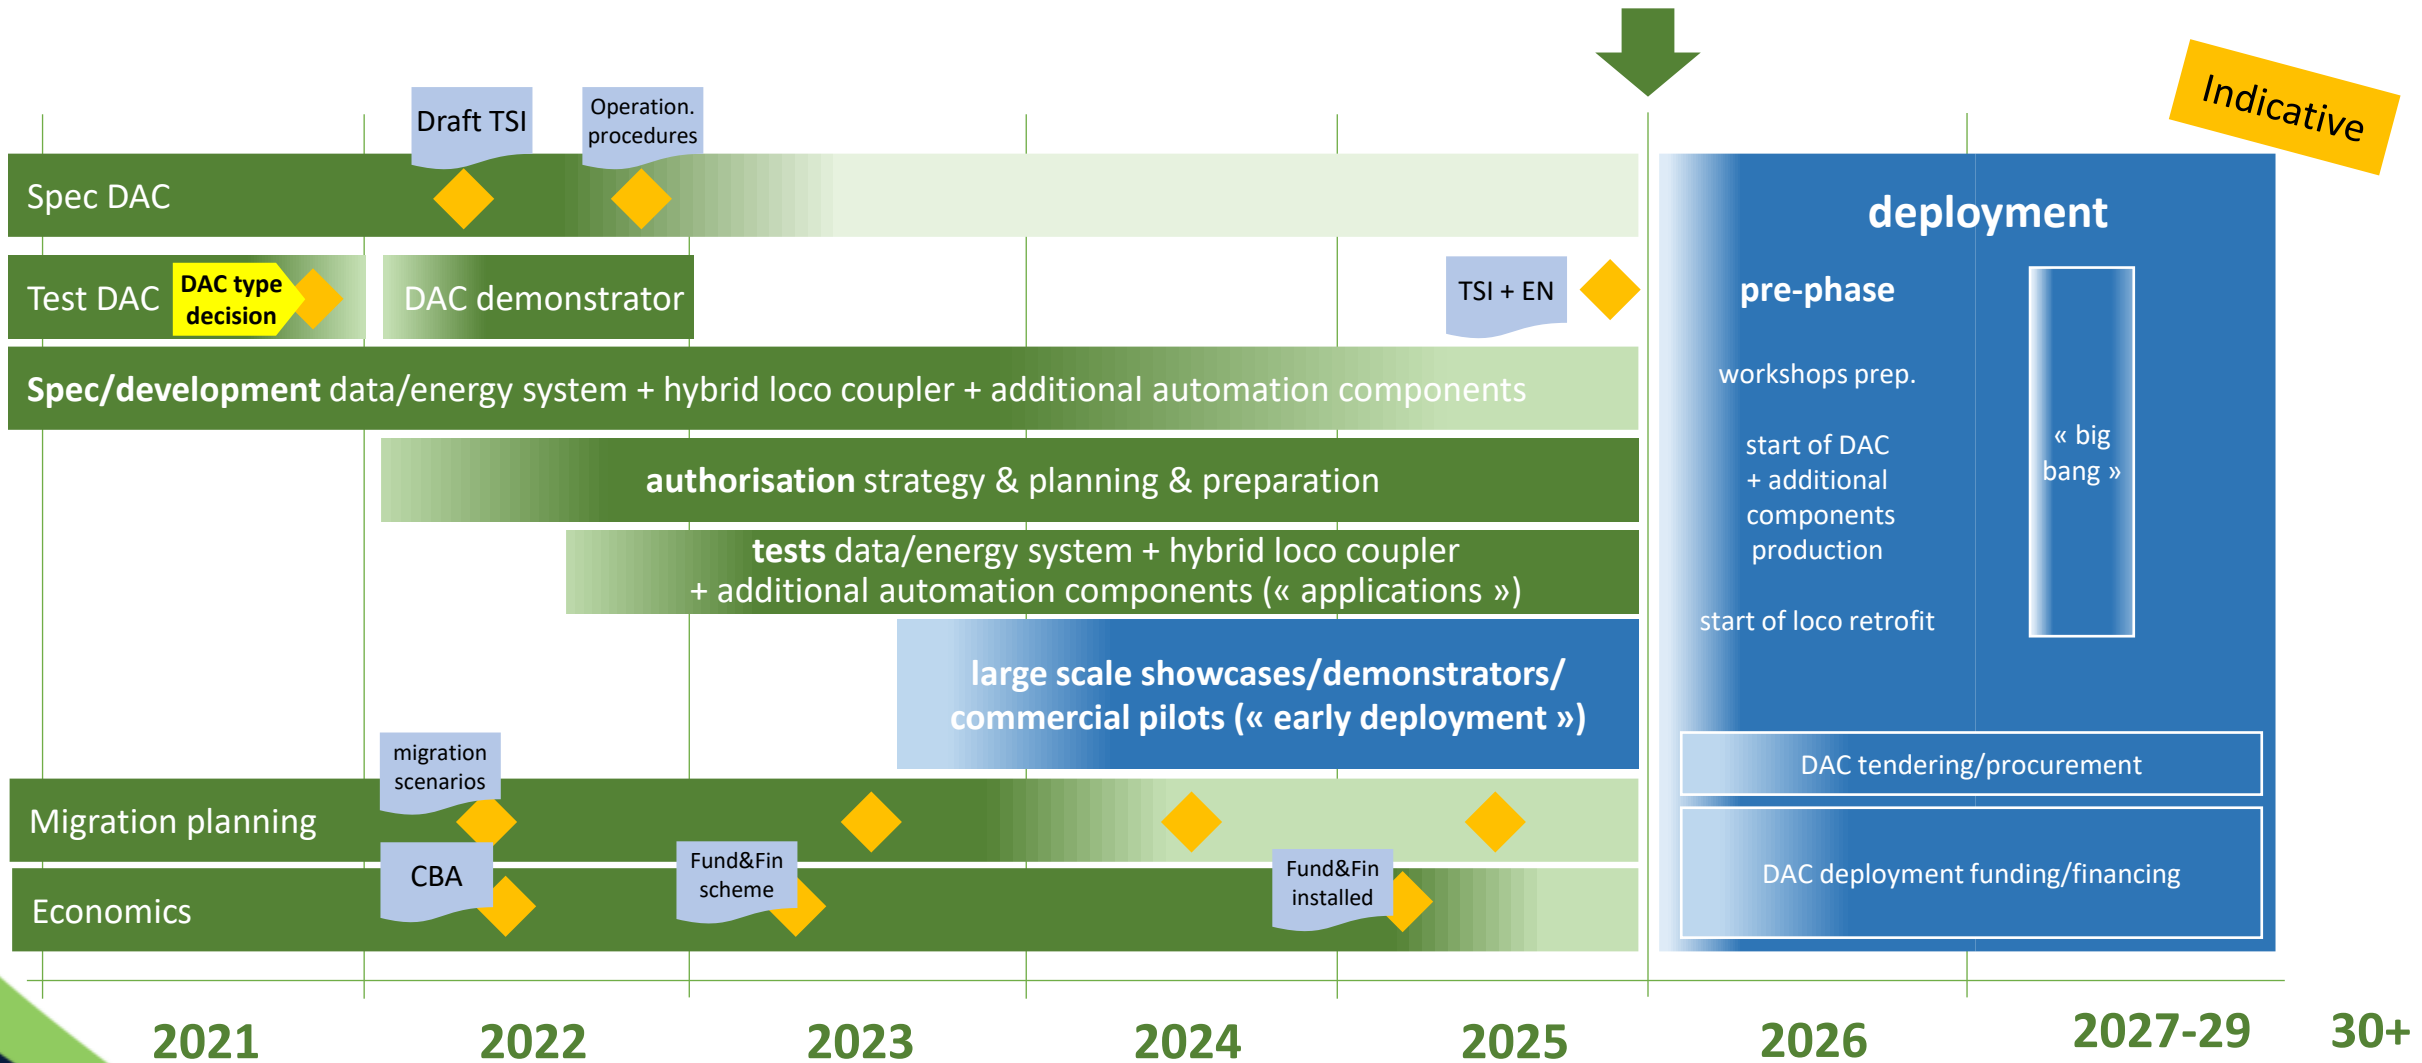 Indicative
Draft TSI
Operation.
procedures
Spec DAC
deployment
Test DAC
DAC type
decision
DAC demonstrator
TSI + EN
pre-phase
Spec/development data/energy system + hybrid loco coupler + additional automation components
workshops prep.
authorisation strategy & planning & preparation
start of DAC
+ additional
components
production
« big
bang »
tests data/energy system + hybrid loco coupler
+ additional automation components (« applications »)
start of loco retrofit
large scale showcases/demonstrators/
commercial pilots (« early deployment »)
migration
scenarios
DAC tendering/procurement
Migration planning
CBA
Fund&Fin
scheme
Fund&Fin
installed
DAC deployment funding/financing
Economics
2021
2022
2023
2024
2025
2026
2027-29
30+